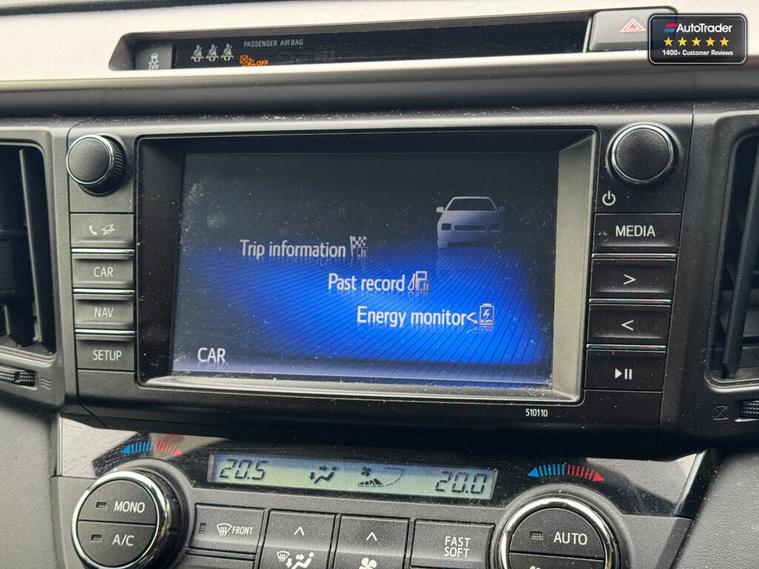 AutoTrader
1400+ Customer Reviews
PASSENGER AIR BAG
OFF
MEDIA
CAR
NAV
SETUP
Trip information
Past record
Energy monitor
CAR
>
<
510110
20.5
20.0
MONO
A/C
FRONT
FAST
SOFT
AUTO